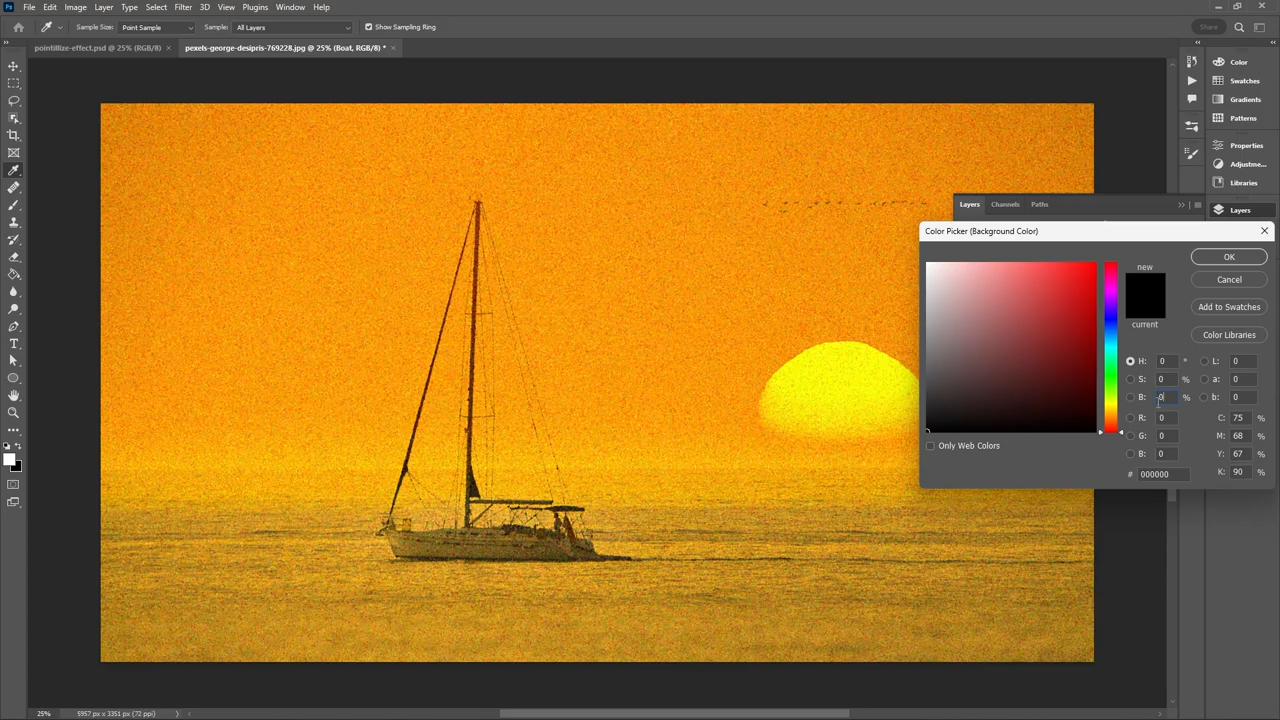 Ps File Edit Image Layer Type Select Filter 3D View Plugins Window Help
Sample Size: Point Sample Sample: All Layers Show Sampling Ring Share
pointillize-effect.psd @ 25% (RGB/8) × pexels-george-desipris-769228.jpg @ 25% (Boat, RGB/8) * ×
Color
Swatches
Gradients
Patterns
Properties
Adjustme...
Libraries
Layers
Layers Channels Paths
Color Picker (Background Color)
new
current
OK
Cancel
Add to Swatches
Color Libraries
H: 0 ° L: 0
S: 0 % a: 0
B: 0 % b: 0
R: 0 C: 75 %
G: 0 M: 68 %
B: 0 Y: 67 %
# 000000 K: 90 %
Only Web Colors
25% 5957 px x 3351 px (72 ppi)